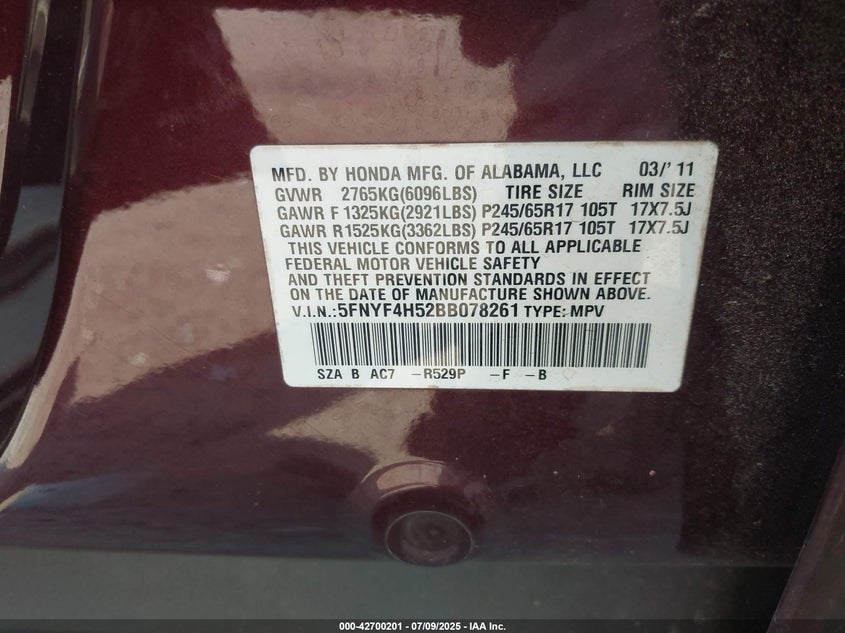 MFD. BY HONDA MFG. OF ALABAMA, LLC 03/'11
GVWR 2765KG(6096LBS) TIRE SIZE RIM SIZE
GAWR F 1325KG(2921LBS) P245/65R17 105T 17X7.5J
GAWR R1525KG(3362LBS) P245/65R17 105T 17X7.5J
THIS VEHICLE CONFORMS TO ALL APPLICABLE
FEDERAL MOTOR VEHICLE SAFETY
AND THEFT PREVENTION STANDARDS IN EFFECT
ON THE DATE OF MANUFACTURE SHOWN ABOVE.
V.I.N.:5FNYF4H52BB078261 TYPE: MPV
SZA B AC7 -R529P -F -B
000-42700201 / 07/09/2025 - IAA Inc.